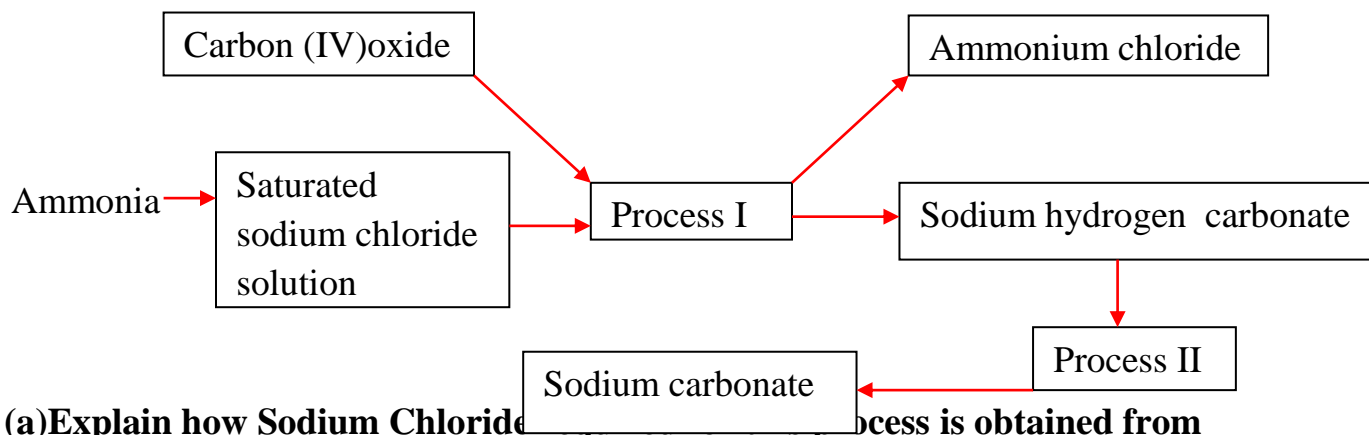 Carbon (IV)oxide
Ammonium chloride
Ammonia
Saturated
sodium chloride
solution
Process I
Sodium hydrogen carbonate
Process II
Sodium carbonate
(a)Explain how Sodium Chloride process is obtained from